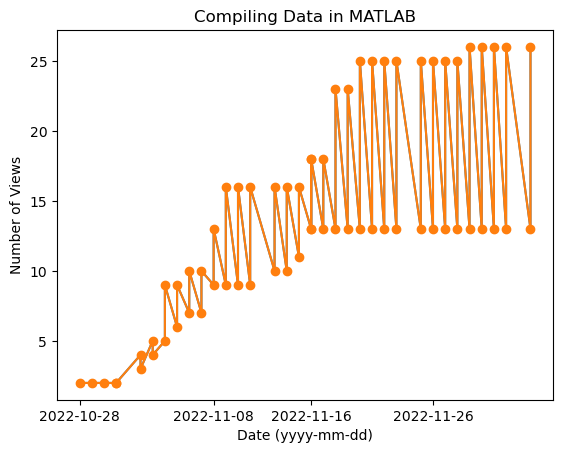 Compiling Data in MATLAB
Number of Views
25
20
15
10
5
2022-10-28 2022-11-08 2022-11-16 2022-11-26
Date (yyyy-mm-dd)